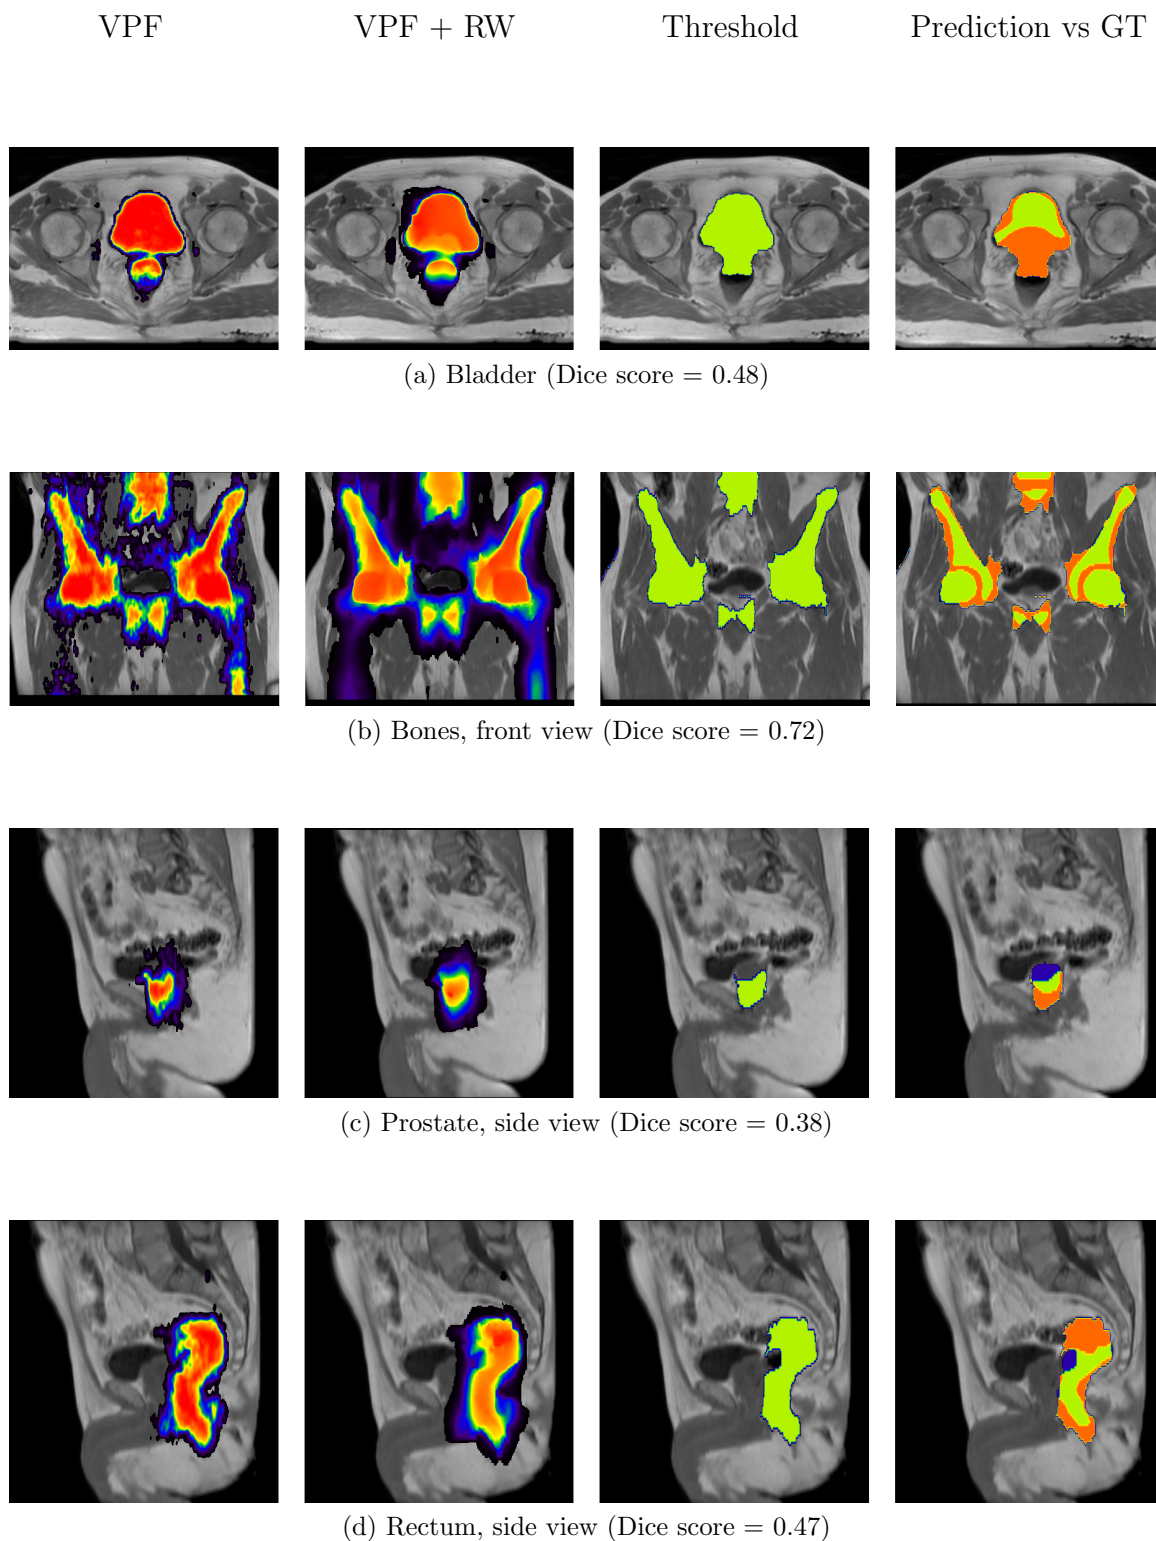 VPF VPF + RW Threshold Prediction vs GT
(a) Bladder (Dice score = 0.48)
(b) Bones, front view (Dice score = 0.72)
(c) Prostate, side view (Dice score = 0.38)
(d) Rectum, side view (Dice score = 0.47)